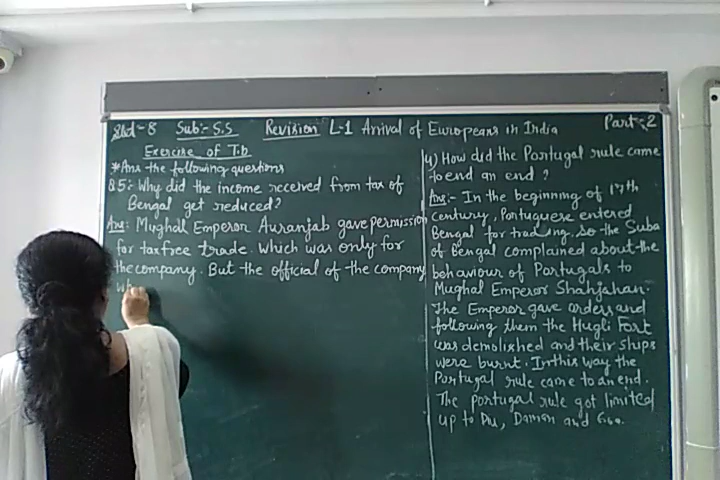 Std-8 Sub:-S.S Revision L-1 Arrival of Europeans in India Part-2
Exercise of T.b
*Ans the following questions
Q5:- Why did the income received from tax of
Bengal get reduced?
Ans: Mughall Emperor Auranjab gave permission
for taxfree trade. Which was only for
the company. But the official of the company
4) How did the Portugal rule came
to end an end?
Ans:- In the beginning of 17th
century, Portuguese entered
Bengal for trading. So the Suba
of Bengal complained about the
behaviour of Portugals to
Mughal Emperor Shahjahan.
The Emperor gave orders and
following them the Hugli Fort
was demolished and their ships
were burnt. In this way the
Portugal rule came to an end.
The Portugal rule got limited
up to Diu, Daman and Goa.